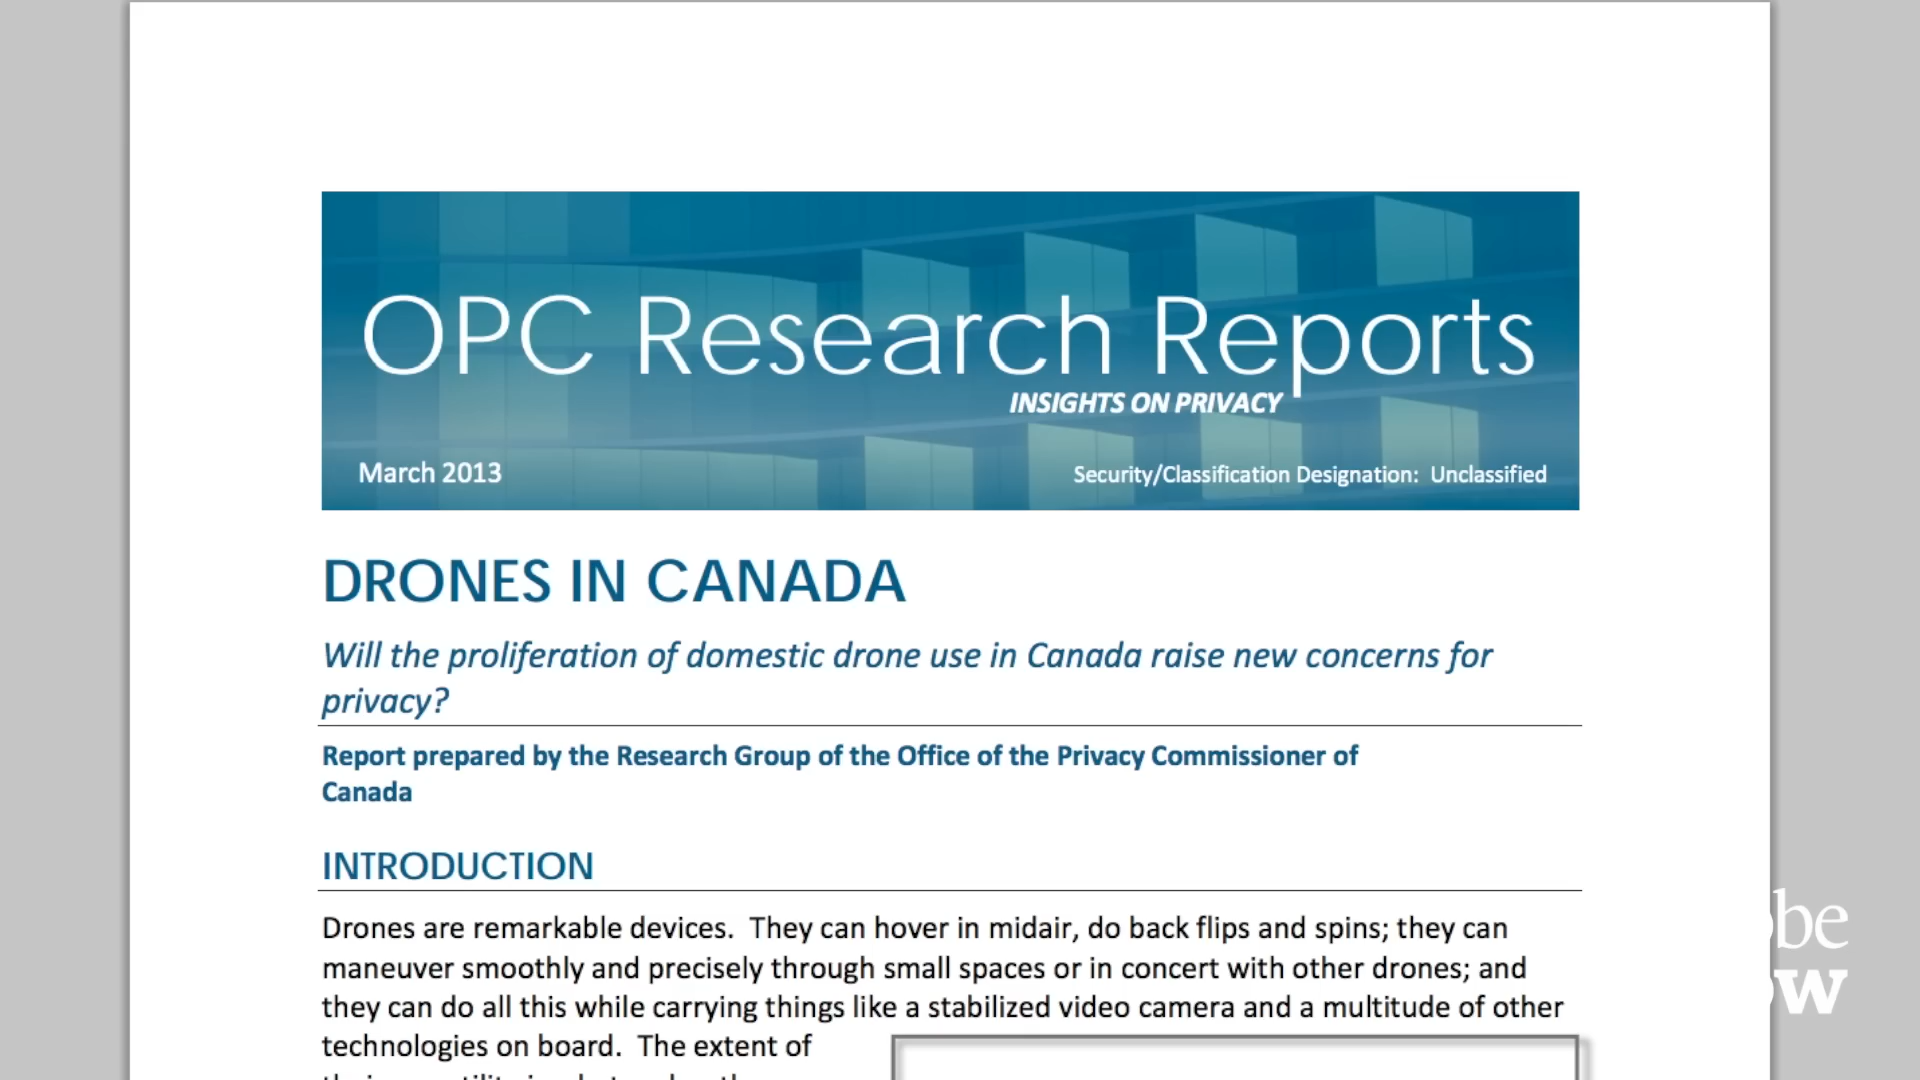 OPC Research Reports
INSIGHTS ON PRIVACY
March 2013
Security/Classification Designation: Unclassified
DRONES IN CANADA
Will the proliferation of domestic drone use in Canada raise new concerns for
privacy?
Report prepared by the Research Group of the Office of the Privacy Commissioner of
Canada
INTRODUCTION
Drones are remarkable devices. They can hover in midair, do back flips and spins; they can
maneuver smoothly and precisely through small spaces or in concert with other drones; and
they can do all this while carrying things like a stabilized video camera and a multitude of other
technologies on board. The extent of